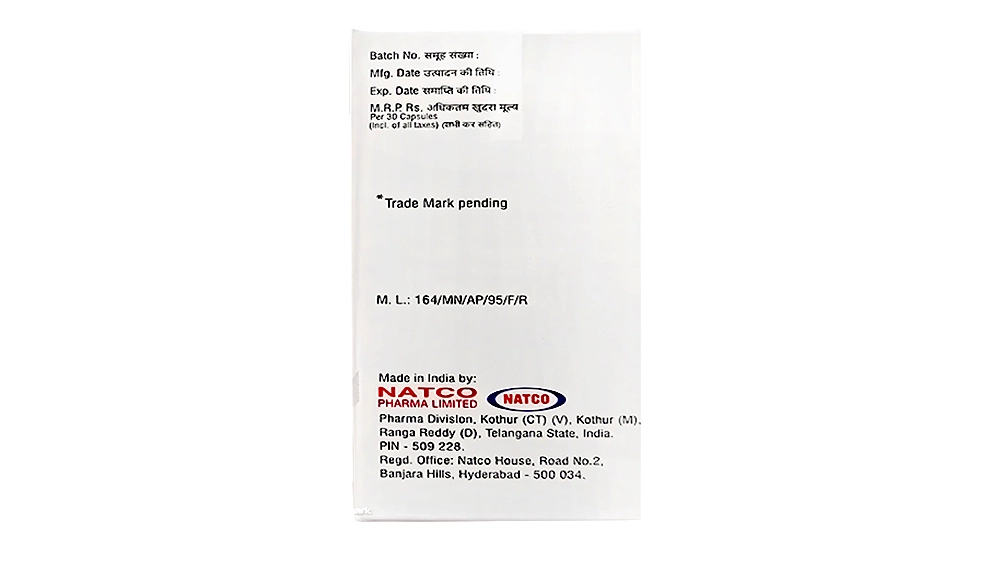 Batch No. समूह संख्या :
Mfg. Date उत्पादन की तिथि :
Exp. Date समाप्ति की तिथि :
M.R.P. Rs. अधिकतम खुदरा मूल्य
Per 30 Capsules
(Incl. of all taxes) (सभी कर सहित)
*Trade Mark pending
M. L.: 164/MN/AP/95/F/R
Made in India by:
NATCO
PHARMA LIMITED
NATCO
Pharma Division, Kothur (CT) (V), Kothur (M),
Ranga Reddy (D), Telangana State, India.
PIN - 509 228.
Regd. Office: Natco House, Road No.2,
Banjara Hills, Hyderabad - 500 034.